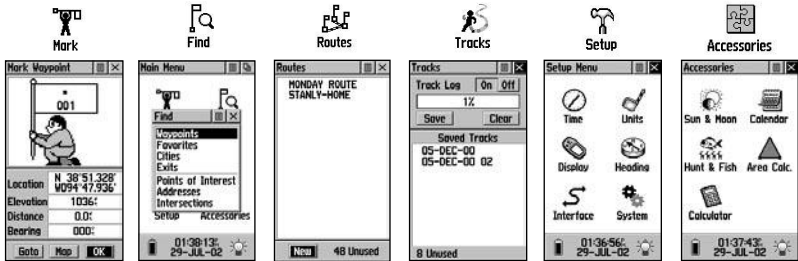 Mark
Find
Routes
Tracks
Setup
Accessories
Mark Waypoint
001
Location
N 38°51.328'
W094°47.936'
Elevation 1036f
Distance 0.0f
Bearing 000f
Goto Map OK
Main Menu
Find
Waypoints
Favorites
Cities
Exits
Points of Interest
Addresses
Intersections
Setup Accessories
01:38:13
29-JUL-02
Routes
MONDAY ROUTE
STANLY-HOME
New 48 Unused
Tracks
Track Log On Off
1%
Save Clear
Saved Tracks
05-DEC-00
05-DEC-00 02
8 Unused
Setup Menu
Time Units
Display Heading
Interface System
01:36:56
29-JUL-02
Accessories
Sun & Moon Calendar
Hunt & Fish Area Calc.
Calculator
01:37:43
29-JUL-02